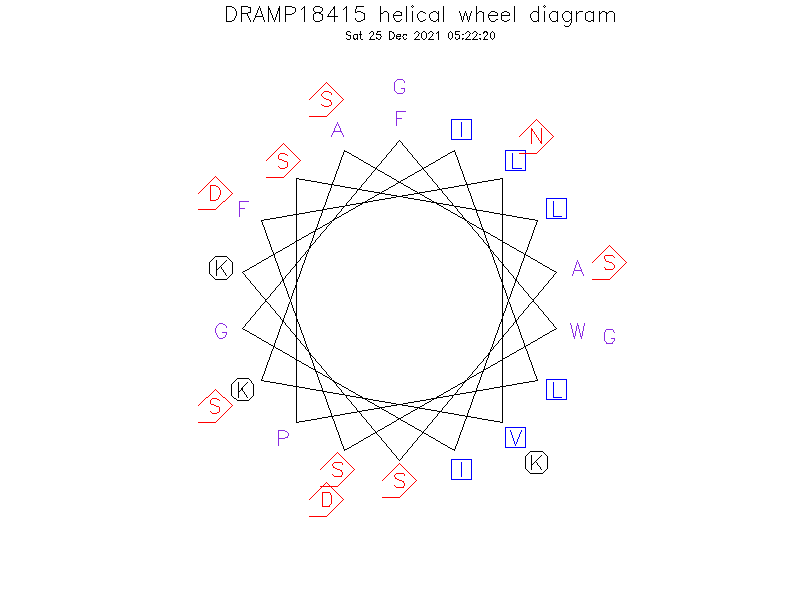 DRAMP18415 helical wheel diagram
Sat 25 Dec 2021 05:22:20
G
S
F
A
I
N
S
L
D
F
L
K
A
S
G
W
G
K
L
S
P
V
K
S
I
S
D